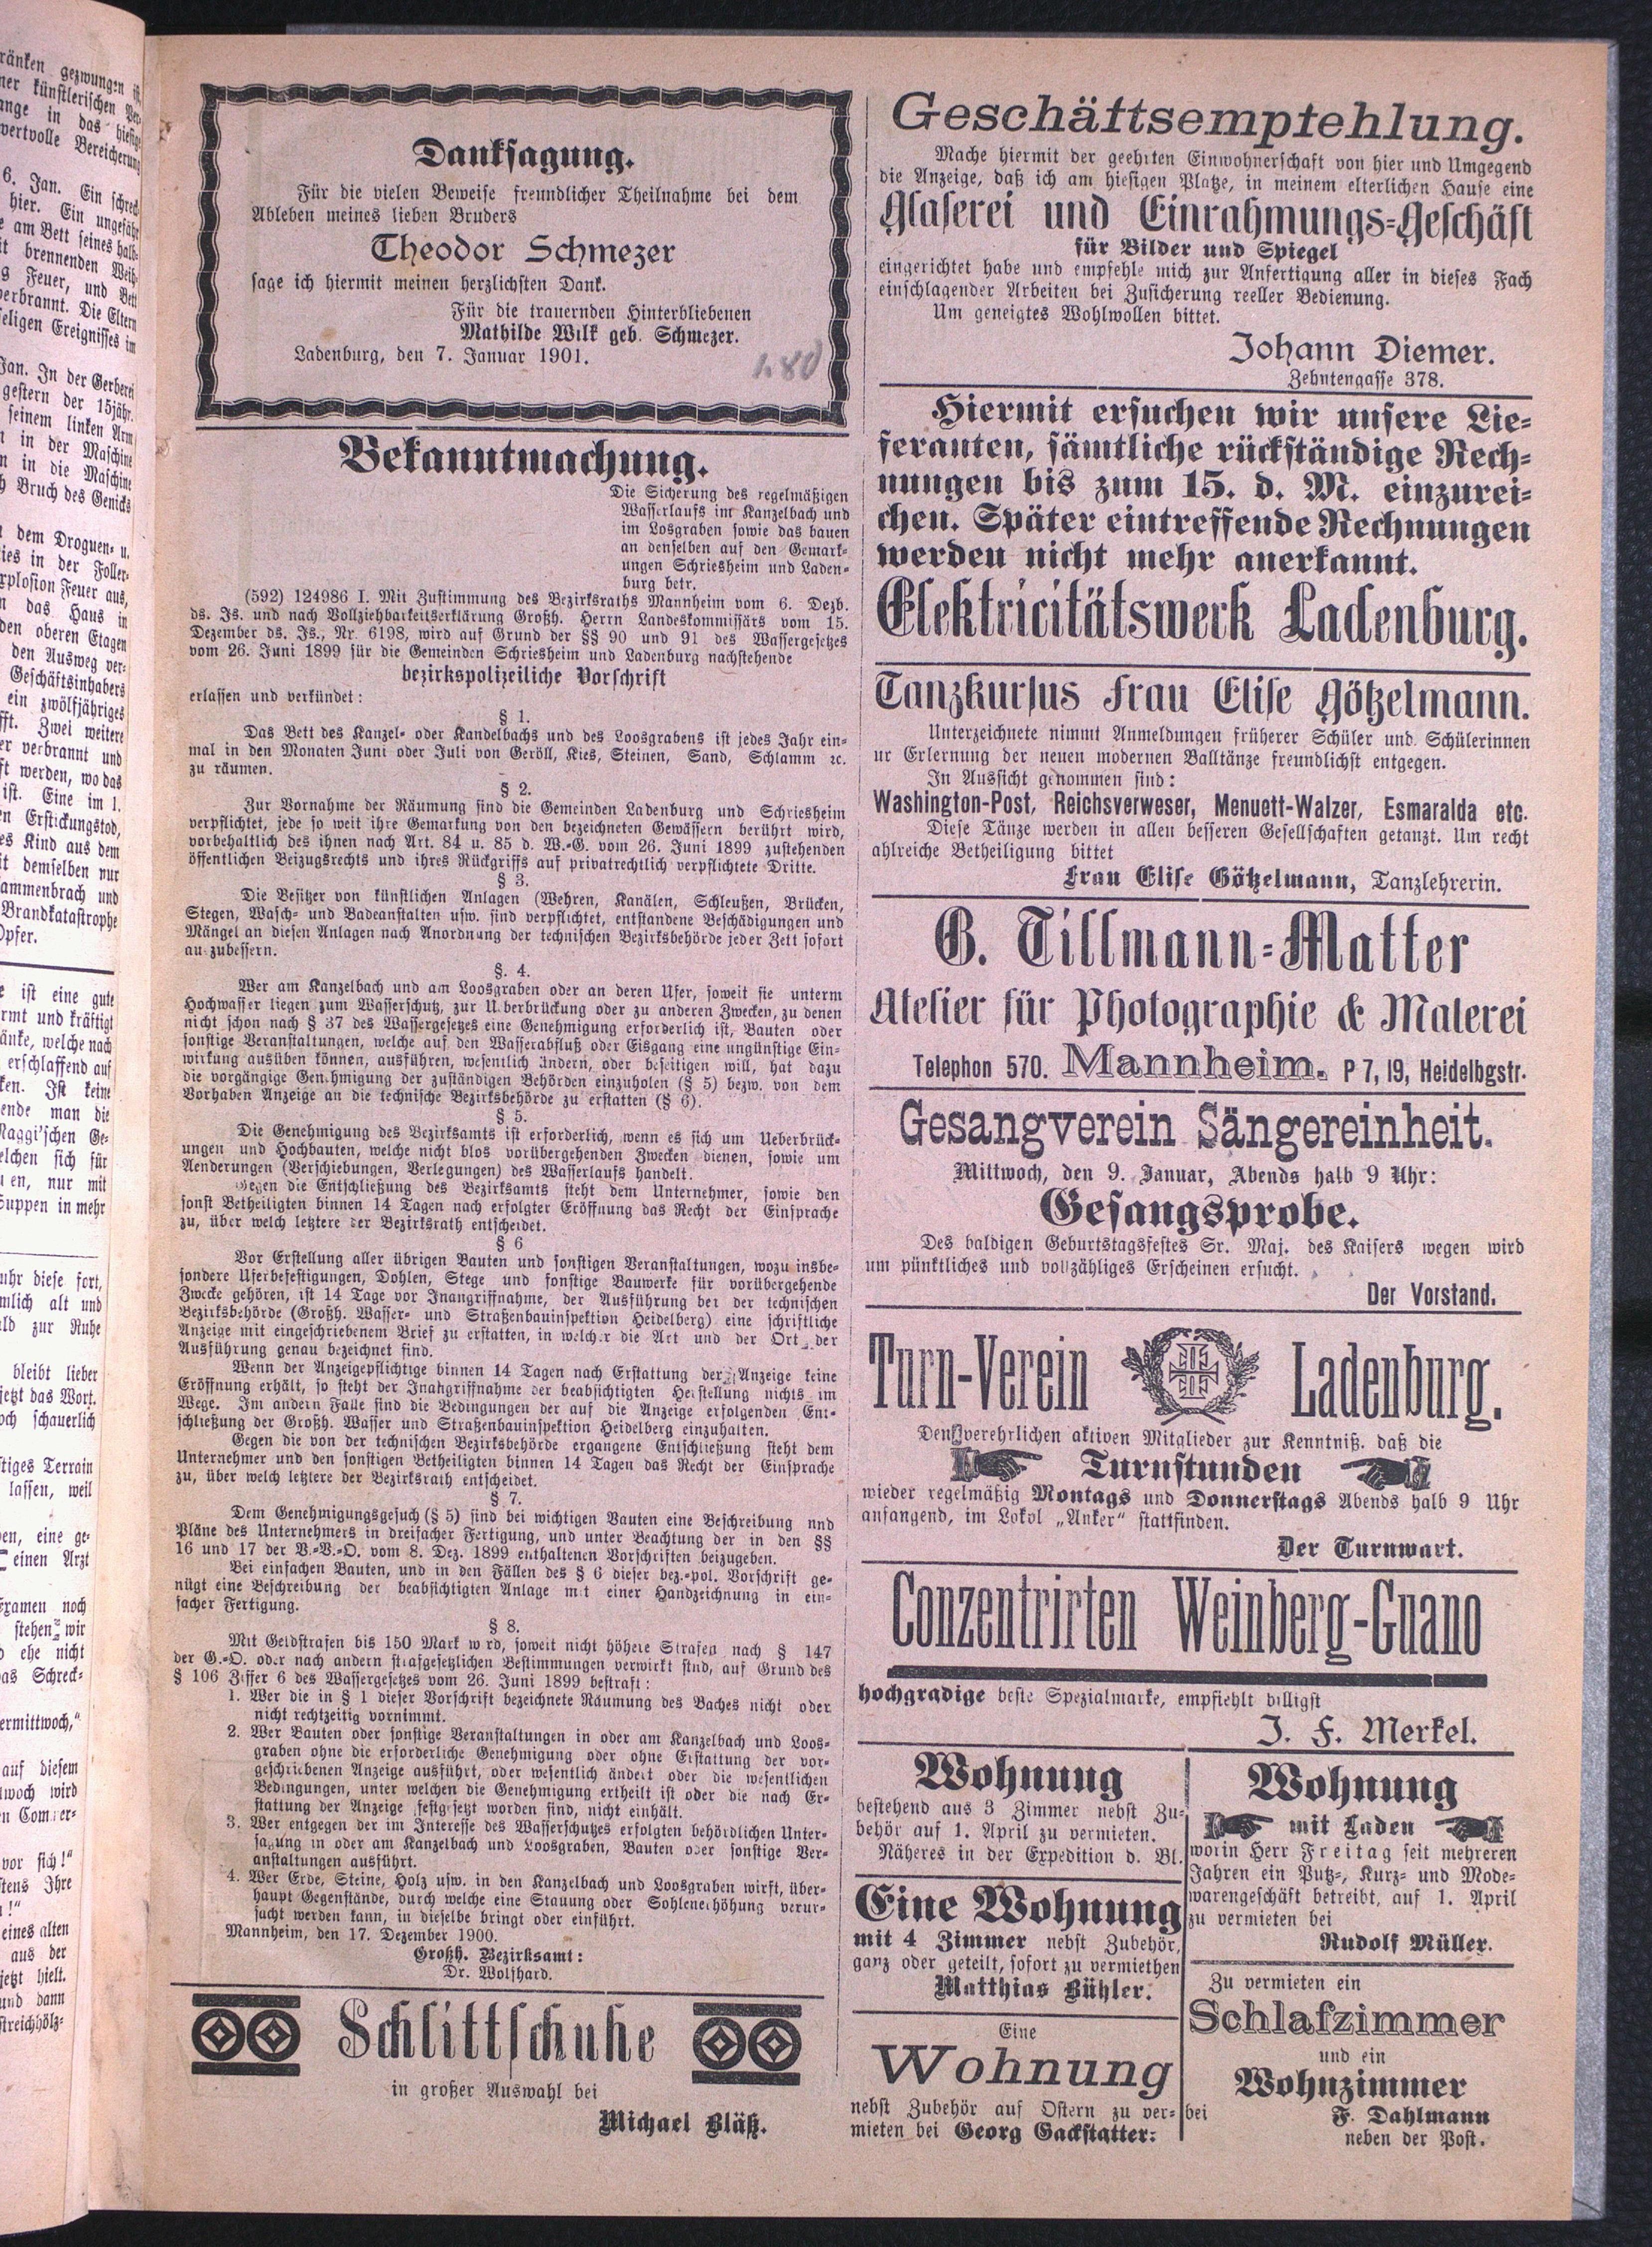 Danksagung.
Für die vielen Beweise freundlicher Theilnahme bei dem
Ableben meines lieben Bruders
Theodor Schmezer
sage ich hiermit meinen herzlichsten Dank.
Für die trauernden Hinterbliebenen
Mathilde Wilk geb. Schmezer.
Ladenburg, den 7. Januar 1901.
1.80
Bekanntmachung.
Die Sicherung des regelmäßigen
Wasserlaufs im Kanzelbach und
im Losgraben sowie das bauen
an denselben auf den Gemark-
ungen Schriesheim und Laden-
burg betr.
(592) 124986 I. Mit Zustimmung des Bezirksraths Mannheim vom 6. Dezb.
ds. Js. und nach Vollziehbarkeitserklärung Großh. Herrn Landeskommissärs vom 15.
Dezember ds. Js., Nr. 6198, wird auf Grund der §§ 90 und 91 des Wassergesetzes
vom 26. Juni 1899 für die Gemeinden Schriesheim und Ladenburg nachstehende
bezirkspolizeiliche Vorschrift
erlassen und verkündet:
§ 1.
Das Bett des Kanzel- oder Kandelbachs und des Loosgrabens ist jedes Jahr ein-
mal in den Monaten Juni oder Juli von Geröll, Kies, Steinen, Sand, Schlamm ꝛc.
zu räumen.
§ 2.
Zur Vornahme der Räumung sind die Gemeinden Ladenburg und Schriesheim
verpflichtet, jede so weit ihre Gemarkung von den bezeichneten Gewässern berührt wird,
vorbehaltlich des ihnen nach Art. 84 u. 85 d. W.-G. vom 26. Juni 1899 zustehenden
öffentlichen Beizugsrechts und ihres Rückgriffs auf privatrechtlich verpflichtete Dritte.
§ 3.
Die Besitzer von künstlichen Anlagen (Wehren, Kanälen, Schleußen, Brücken,
Stegen, Wasch- und Badeanstalten usw. sind verpflichtet, entstandene Beschädigungen und
Mängel an diesen Anlagen nach Anordnung der technischen Bezirksbehörde jeder Zett sofort
auszubessern.
§. 4.
Wer am Kanzelbach und am Loosgraben oder an deren Ufer, soweit sie unterm
Hochwasser liegen zum Wasserschutz, zur Ueberbrückung oder zu anderen Zwecken, zu denen
nicht schon nach § 37 des Wassergesetzes eine Genehmigung erforderlich ist, Bauten oder
sonstige Veranstaltungen, welche auf den Wasserabfluß oder Eisgang eine ungünstige Ein-
wirkung ausüben können, ausführen, wesentlich ändern, oder beseitigen will, hat dazu
die vorgängige Genehmigung der zuständigen Behörden einzuholen (§ 5) bezw. von dem
Vorhaben Anzeige an die technische Bezirksbehörde zu erstatten (§ 6).
§ 5.
Die Genehmigung des Bezirksamts ist erforderlich, wenn es sich um Ueberbrück-
ungen und Hochbauten, welche nicht blos vorübergehenden Zwecken dienen, sowie um
Aenderungen (Verschiebungen, Verlegungen) des Wasserlaufs handelt.
Gegen die Entschließung des Bezirksamts steht dem Unternehmer, sowie den
sonst Betheiligten binnen 14 Tagen nach erfolgter Eröffnung das Recht der Einsprache
zu, über welch letztere der Bezirksrath entscheidet.
§ 6
Vor Erstellung aller übrigen Bauten und sonstigen Veranstaltungen, wozu insbe-
sondere Uferbefestigungen, Dohlen, Stege und sonstige Bauwerke für vorübergehende
Zwecke gehören, ist 14 Tage vor Inangriffnahme, der Ausführung bei der technischen
Bezirksbehörde (Großh. Wasser- und Straßenbauinspektion Heidelberg) eine schriftliche
Anzeige mit eingeschriebenem Brief zu erstatten, in welcher die Art und der Ort der
Ausführung genau bezeichnet sind.
Wenn der Anzeigepflichtige binnen 14 Tagen nach Erstattung der Anzeige keine
Eröffnung erhält, so steht der Inahgriffnahme der beabsichtigten Herstellung nichts im
Wege. Im andern Falle sind die Bedingungen der auf die Anzeige erfolgenden Ent-
schließung der Großh. Wasser und Straßenbauinspektion Heidelberg einzuhalten.
Gegen die von der technischen Bezirksbehörde ergangene Entschließung steht dem
Unternehmer und den sonstigen Betheiligten binnen 14 Tagen das Recht der Einsprache
zu, über welch letztere der Bezirksrath entscheidet.
§ 7.
Dem Genehmigungsgesuch (§ 5) sind bei wichtigen Bauten eine Beschreibung nnd
Pläne des Unternehmers in dreifacher Fertigung, und unter Beachtung der in den §§
16 und 17 der V.-V.-O. vom 8. Dez. 1899 enthaltenen Vorschriften beizugeben.
Bei einfachen Bauten, und in den Fällen des § 6 dieser bez.-pol. Vorschrift ge-
nügt eine Beschreibung der beabsichtigten Anlage mit einer Handzeichnung in ein-
facher Fertigung.
§ 8.
Mit Geldstrafen bis 150 Mark wird, soweit nicht höhere Strafen nach § 147
der G.-O. oder nach andern strafgesetzlichen Bestimmungen verwirkt sind, auf Grund des
§ 106 Ziffer 6 des Wassergesetzes vom 26. Juni 1899 bestraft:
1. Wer die in § 1 dieser Vorschrift bezeichnete Räumung des Baches nicht oder
nicht rechtzeitig vornimmt.
2. Wer Bauten oder sonstige Veranstaltungen in oder am Kanzelbach und Loos-
graben ohne die erforderliche Genehmigung oder ohne Erstattung der vor-
geschriebenen Anzeige ausführt, oder wesentlich ändert oder die wesentlichen
Bedingungen, unter welchen die Genehmigung ertheilt ist oder die nach Er-
stattung der Anzeige festgesetzt worden sind, nicht einhält.
3. Wer entgegen der im Interesse des Wasserschutzes erfolgten behördlichen Unter-
sagung in oder am Kanzelbach und Loosgraben, Bauten oder sonstige Ver-
anstaltungen ausführt.
4. Wer Erde, Steine, Holz usw. in den Kanzelbach und Loosgraben wirft, über-
haupt Gegenstände, durch welche eine Stauung oder Sohlenerhöhung verur-
sacht werden kann, in dieselbe bringt oder einführt.
Mannheim, den 17. Dezember 1900.
Großh. Bezirksamt:
Dr. Wolfhard.
Schlittschuhe
in großer Auswahl bei
Michael Bläß.
Geschäftsempfehlung.
Mache hiermit der geehrten Einwohnerschaft von hier und Umgegend
die Anzeige, daß ich am hiesigen Platze, in meinem elterlichen Hause eine
Glaserei und Einrahmungs-Geschäft
für Bilder und Spiegel
eingerichtet habe und empfehle mich zur Anfertigung aller in dieses Fach
einschlagender Arbeiten bei Zusicherung reeller Bedienung.
Um geneigtes Wohlwollen bittet.
Johann Diemer.
Zehntengasse 378.
Hiermit ersuchen wir unsere Lie-
feranten, sämtliche rückständige Rech-
nungen bis zum 15. d. M. einzurei-
chen. Später eintreffende Rechnungen
werden nicht mehr anerkannt.
Elektricitätswerk Ladenburg.
Tanzkursus Frau Elise Götzelmann.
Unterzeichnete nimmt Anmeldungen früherer Schüler und Schülerinnen
ur Erlernung der neuen modernen Balltänze freundlichst entgegen.
In Aussicht genommen sind:
Washington-Post, Reichsverweser, Menuett-Walzer, Esmaralda etc.
Diese Tänze werden in allen besseren Gesellschaften getanzt. Um recht
ahlreiche Betheiligung bittet
Frau Elise Götzelmann, Tanzlehrerin.
G. Tillmann-Matter
Atelier für Photographie & Malerei
Telephon 570. Mannheim. P 7, 19, Heidelbgstr.
Gesangverein Sängereinheit.
Mittwoch, den 9. Januar, Abends halb 9 Uhr:
Gesangsprobe.
Des baldigen Geburtstagsfestes Sr. Maj. des Kaisers wegen wird
um pünktliches und vollzähliges Erscheinen ersucht.
Der Vorstand.
Turn-Verein Ladenburg.
Den verehrlichen aktiven Mitglieder zur Kenntniß. daß die
Turnstunden
wieder regelmäßig Montags und Donnerstags Abends halb 9 Uhr
anfangend, im Lokol „Anker“ stattfinden.
Der Turnwart.
Conzentrirten Weinberg-Guano
hochgradige beste Spezialmarke, empfiehlt billigst
J. F. Merkel.
Wohnung
bestehend aus 3 Zimmer nebst Zu-
behör auf 1. April zu vermieten.
Näheres in der Expedition d. Bl.
Eine Wohnung
mit 4 Zimmer nebst Zubehör,
ganz oder geteilt, sofort zu vermiethen
Matthias Bühler.
Eine
Wohnung
nebst Zubehör auf Ostern zu ver-
mieten bei Georg Gackstatter.
Wohnung
mit Laden
worin Herr Freitag seit mehreren
Jahren ein Putz-, Kurz- und Mode-
warengeschäft betreibt, auf 1. April
zu vermieten bei
Rudolf Müller.
Zu vermieten ein
Schlafzimmer
und ein
Wohnzimmer
bei F. Dahlmann
neben der Post.